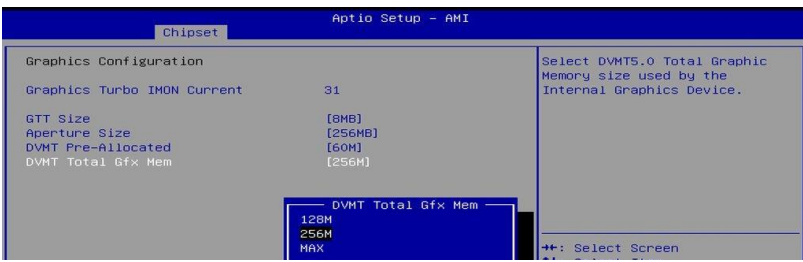 Aptio Setup – AMI
Chipset
Graphics Configuration
Graphics Turbo IMON Current 31
GTT Size [8MB]
Aperture Size [256MB]
DVMT Pre-Allocated [60M]
DVMT Total Gfx Mem [256M]
DVMT Total Gfx Mem
128M
256M
MAX
Select DVMT5.0 Total Graphic
Memory size used by the
Internal Graphics Device.
→←: Select Screen